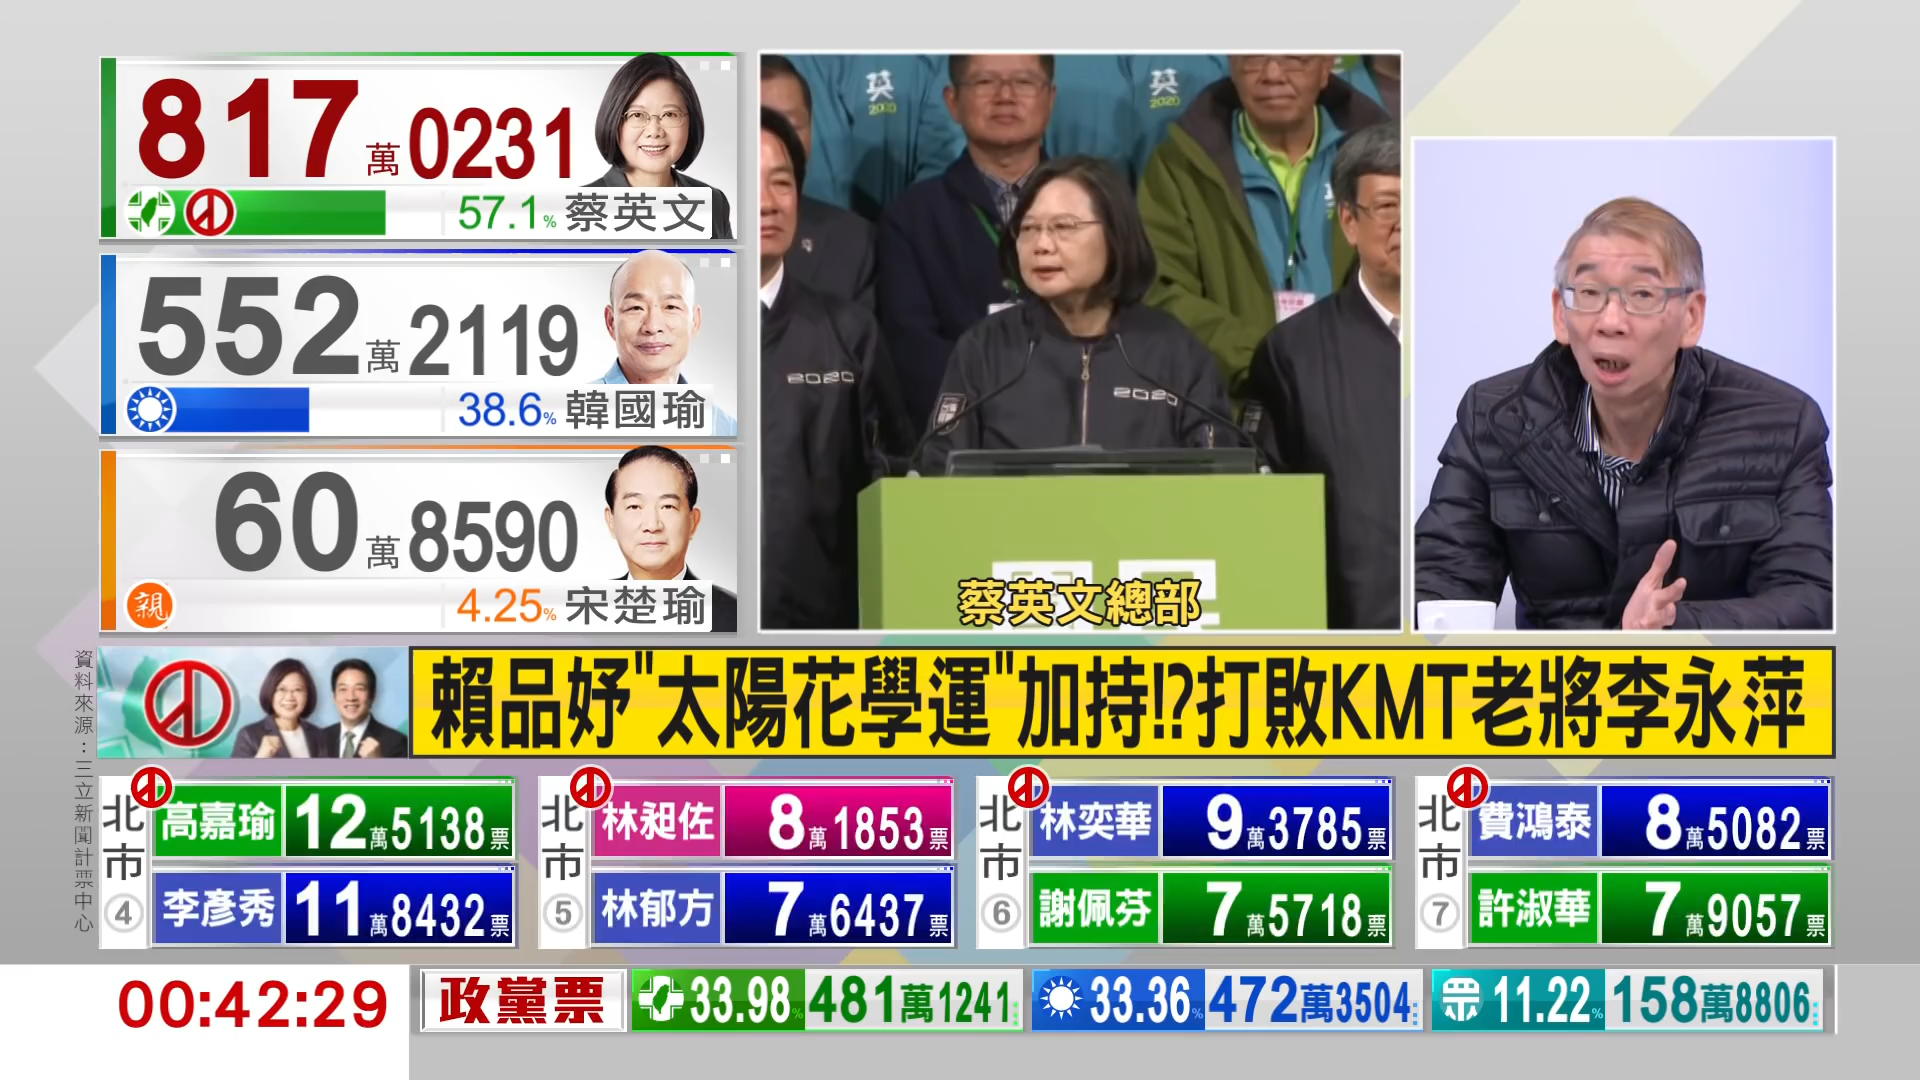 817萬0231
57.1% 蔡英文
552萬2119
38.6% 韓國瑜
60萬8590
親 4.25% 宋楚瑜
英
2020
英
2020
2020
2020
蔡英文總部
資料來源：三立新聞計票中心
賴品妤"太陽花學運"加持!?打敗KMT老將李永萍
北市④
高嘉瑜 12萬5138票
李彥秀 11萬8432票
北市⑤
林昶佐 8萬1853票
林郁方 7萬6437票
北市⑥
林奕華 9萬3785票
謝佩芬 7萬5718票
北市⑦
費鴻泰 8萬5082票
許淑華 7萬9057票
00:42:29
政黨票 33.98% 481萬1241 33.36% 472萬3504 眾 11.22% 158萬8806